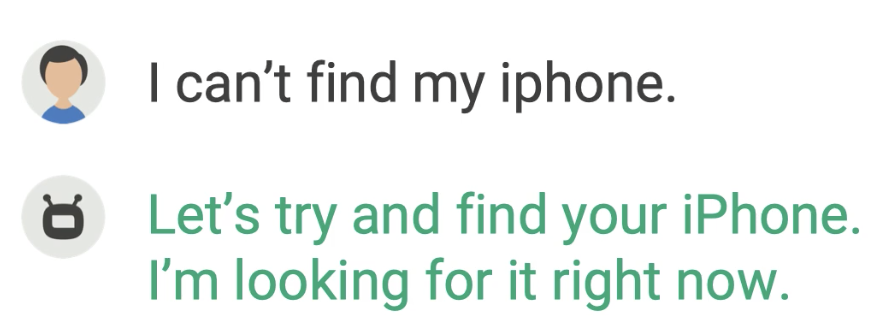 I can’t find my iphone.
Let’s try and find your iPhone.
I’m looking for it right now.